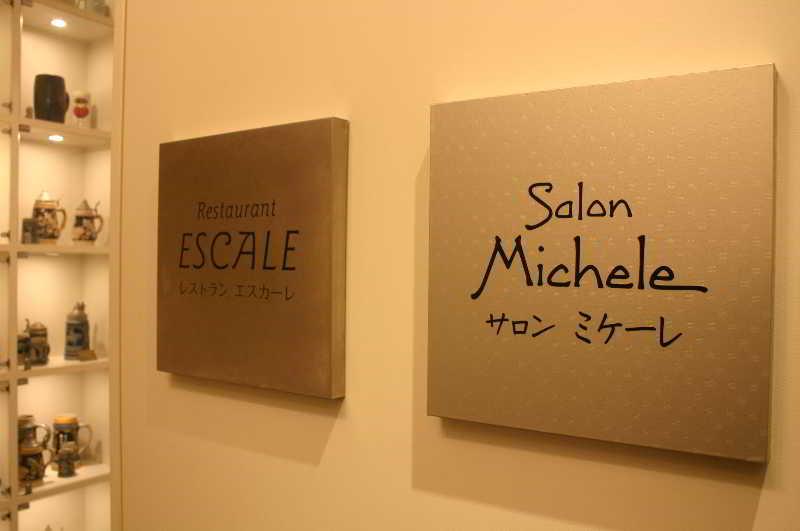 Restaurant
ESCALE
レストラン エスカーレ
Salon
Michele
サロン ミケーレ